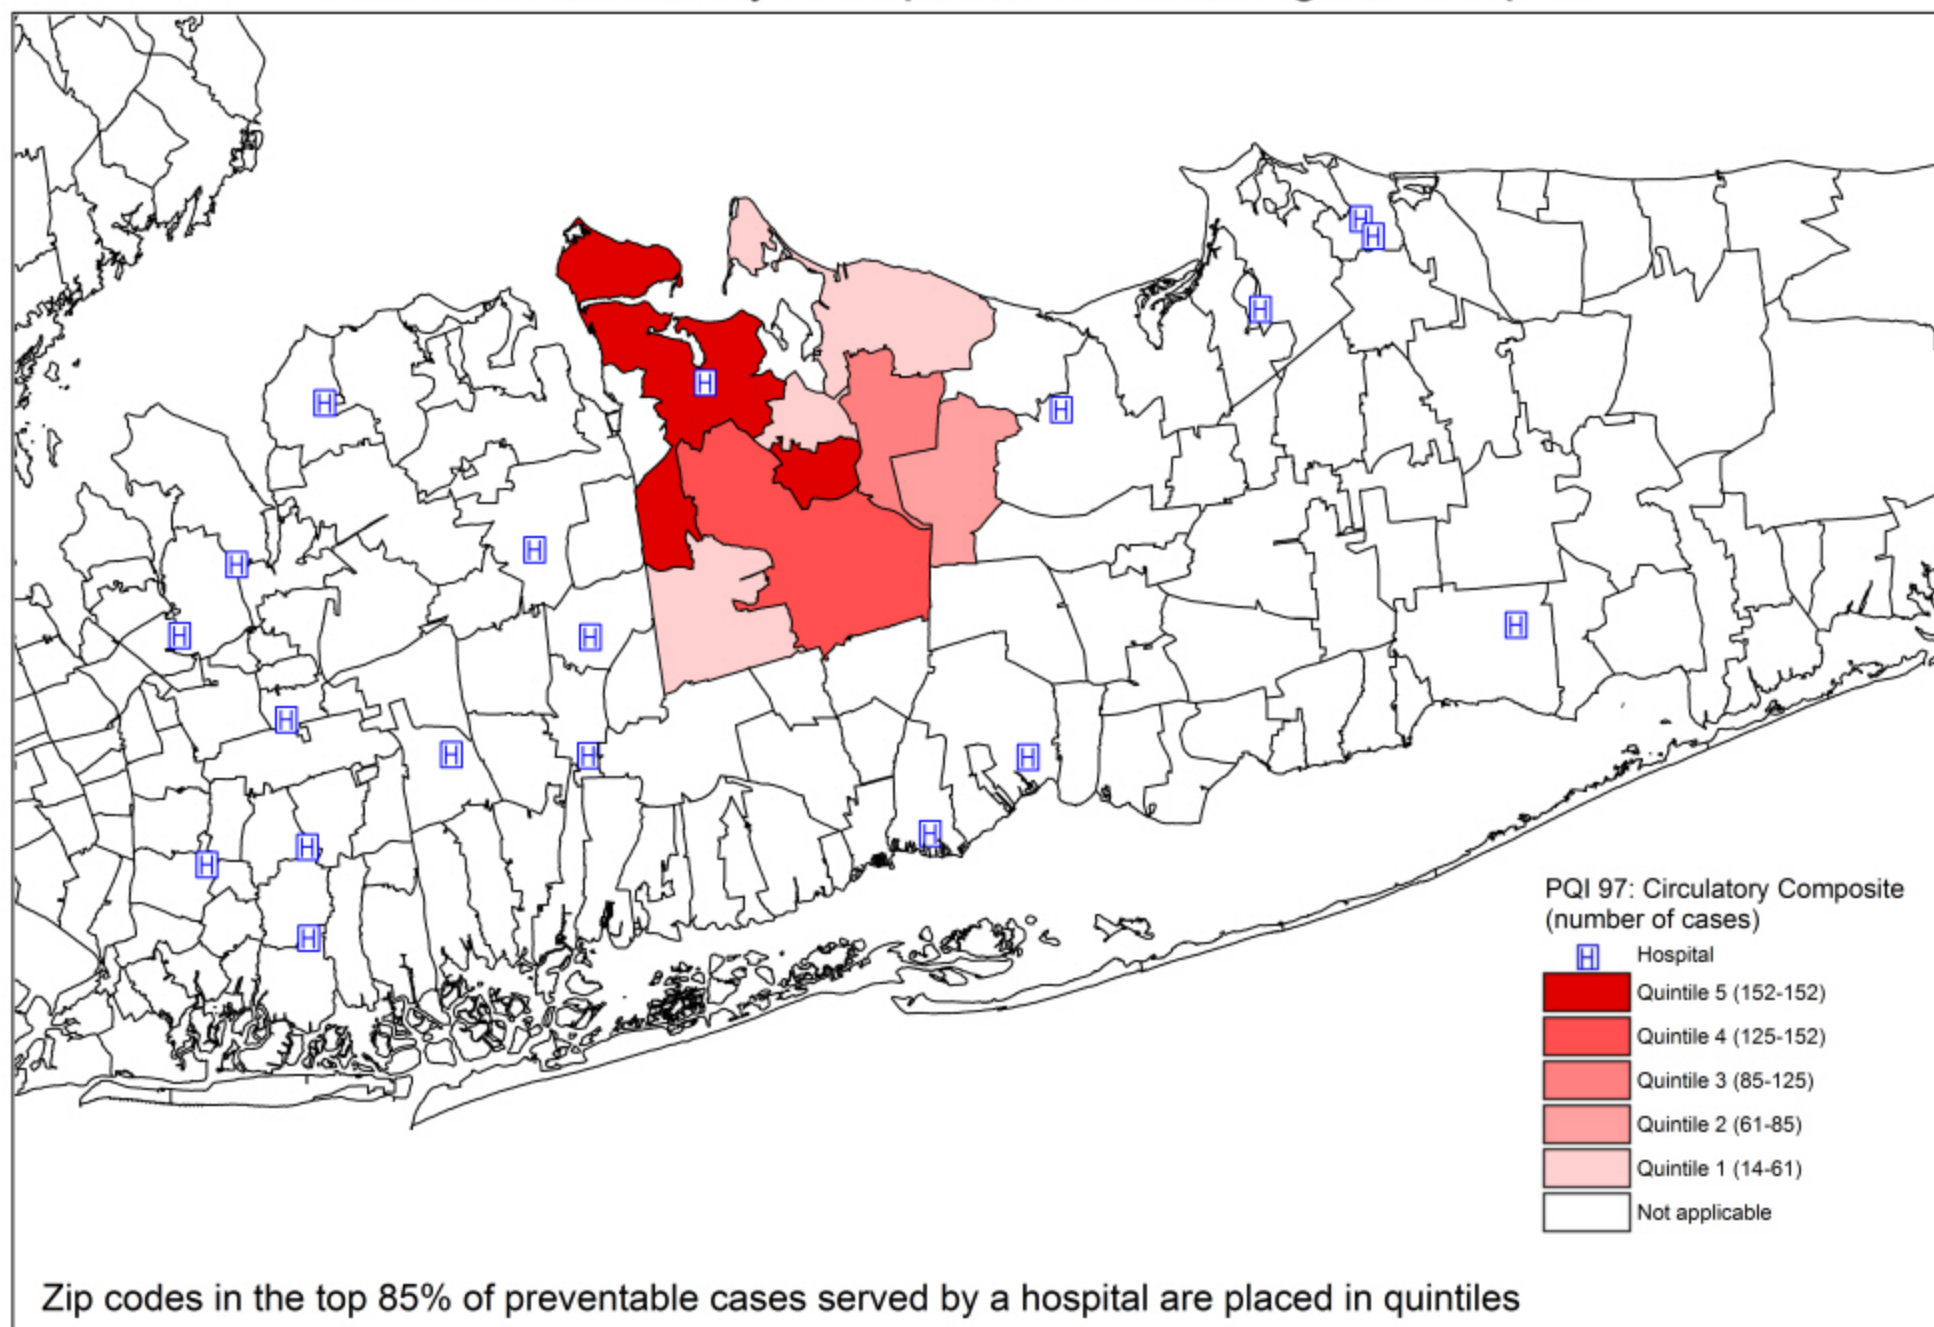 PQI 97: Circulatory Composite
(number of cases)
H Hospital
Quintile 5 (152-152)
Quintile 4 (125-152)
Quintile 3 (85-125)
Quintile 2 (61-85)
Quintile 1 (14-61)
Not applicable
Zip codes in the top 85% of preventable cases served by a hospital are placed in quintiles